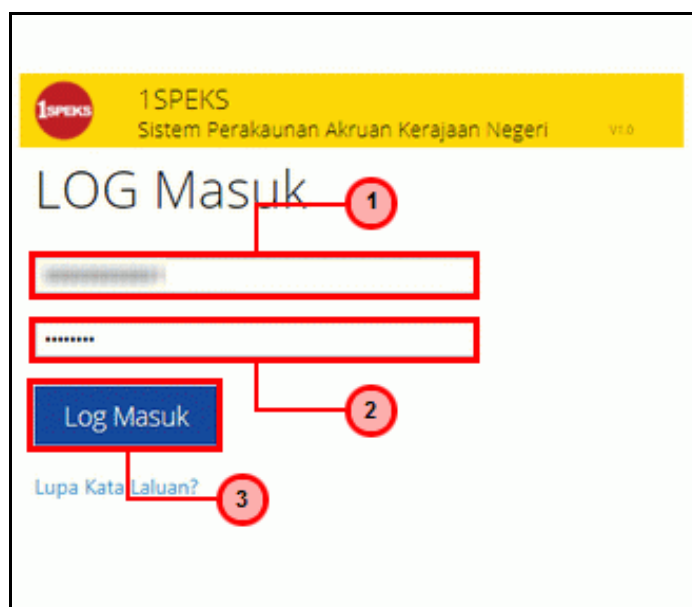 1SPEKS
1SPEKS
Sistem Perakaunan Akruan Kerajaan Negeri V1.0
LOG Masuk
1
2
Log Masuk
Lupa Kata Laluan?
3